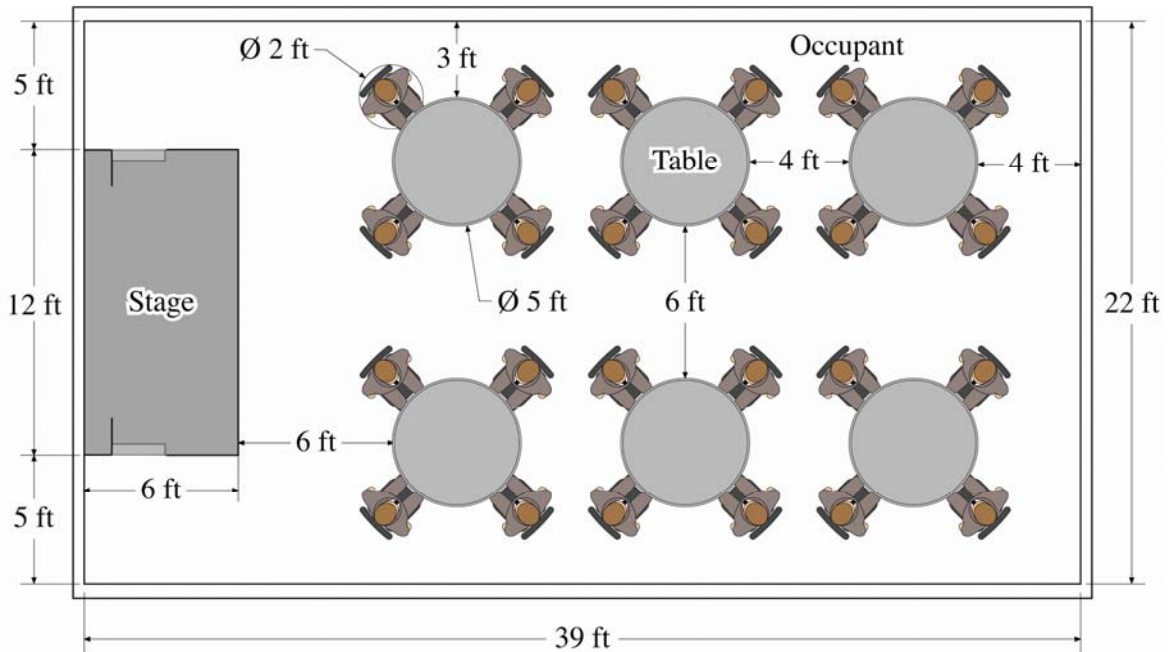 Ø 2 ft
3 ft
Occupant
5 ft
Table
4 ft
4 ft
12 ft
Stage
Ø 5 ft
6 ft
22 ft
6 ft
6 ft
5 ft
39 ft